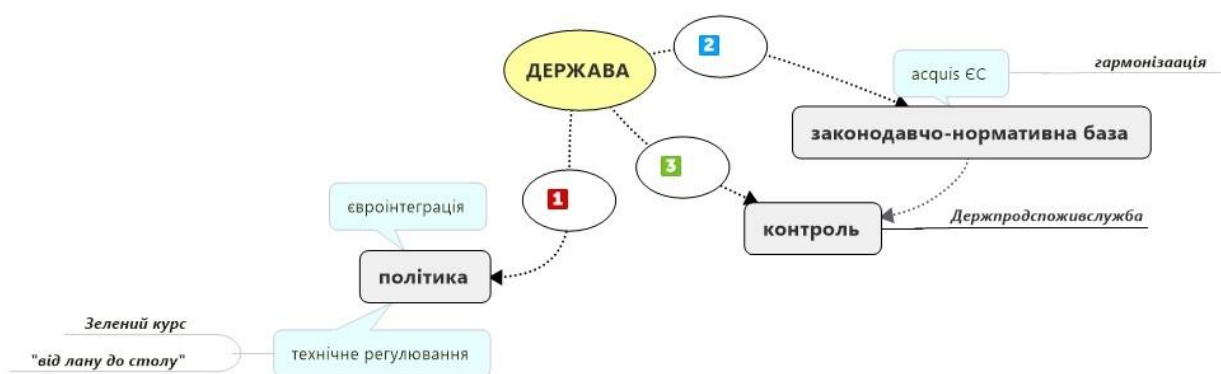 ДЕРЖАВА
2
acquis ЄС
гармонізаація
законодавчо-нормативна база
3
1
контроль
Держпродспоживслужба
євроінтеграція
політика
Зелений курс
"від лану до столу"
технічне регулювання